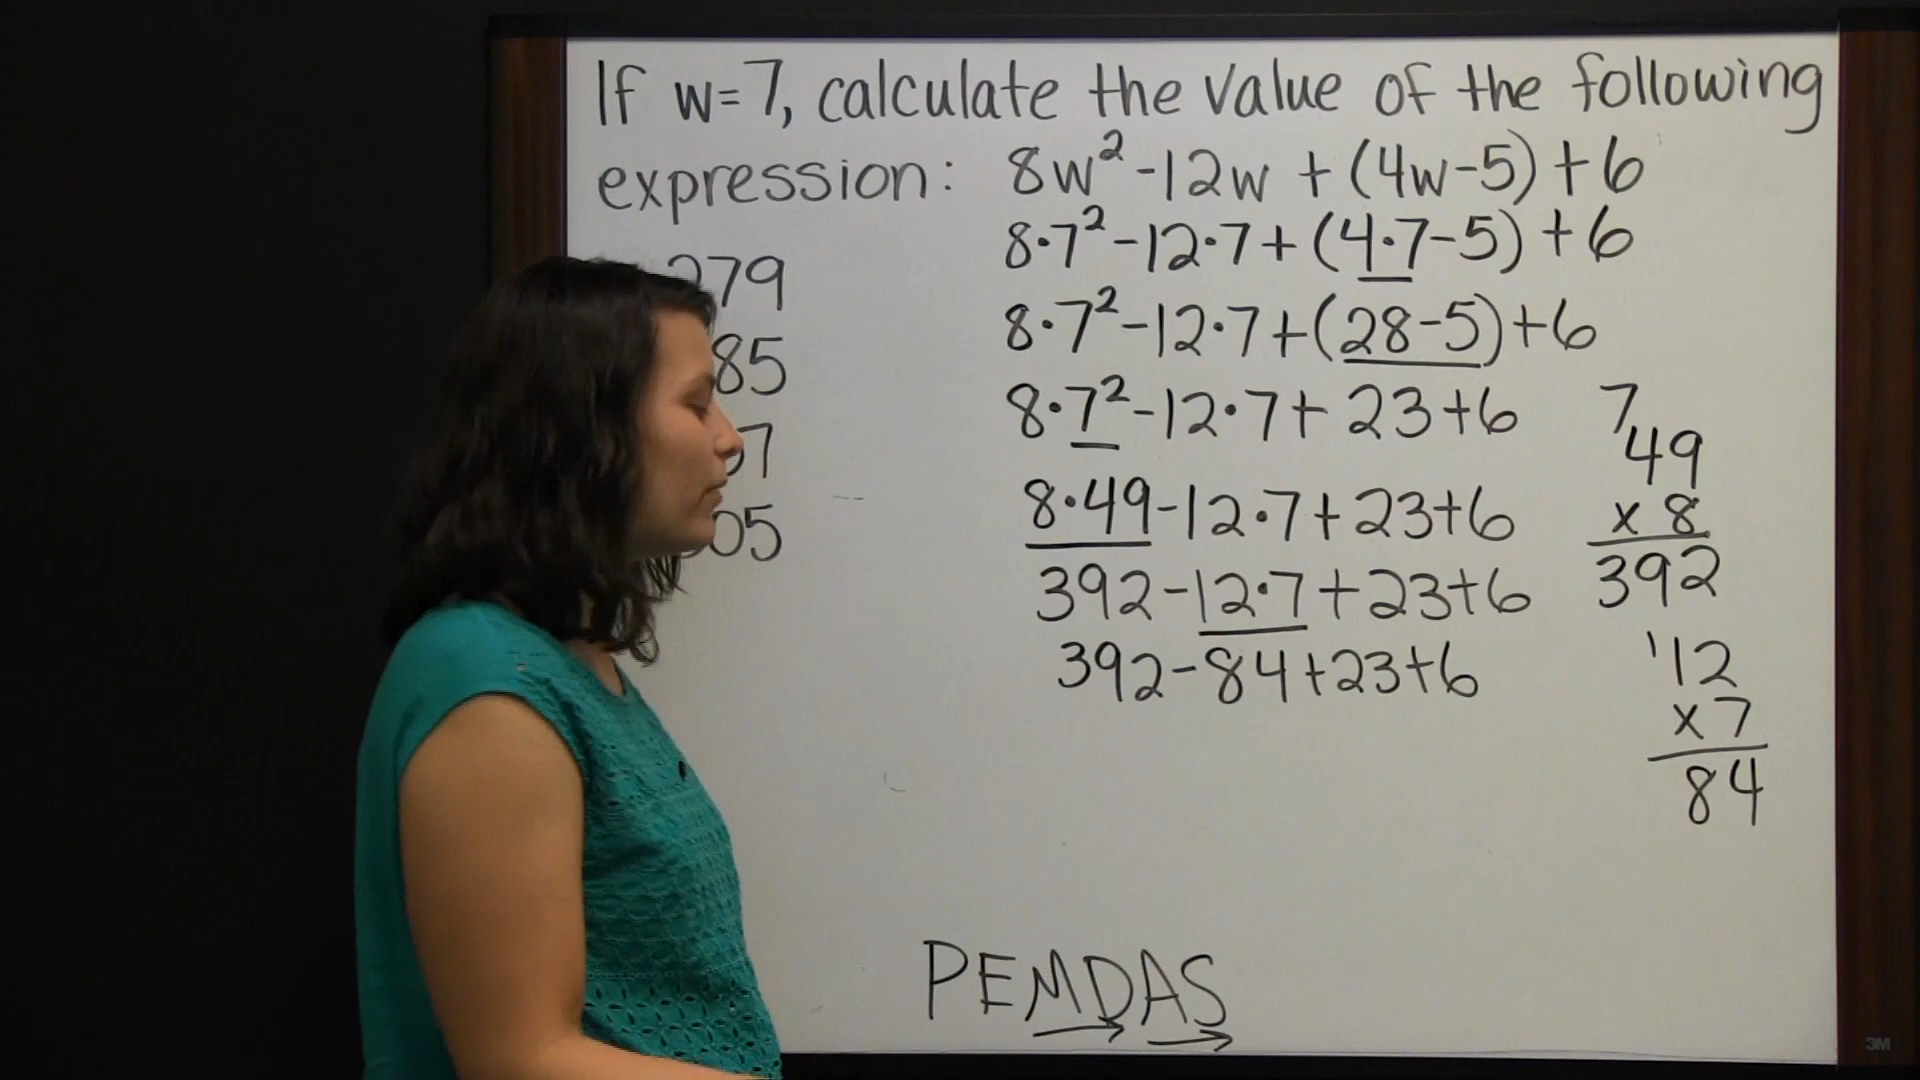 If w=7, calculate the value of the following
expression: 8w²-12w + (4w-5) + 6
8·7²-12·7+(4·7-5)+6
8·7²-12·7+(28-5)+6
8·7²-12·7+23+6
8·49-12·7+23+6
392-12·7+23+6
392-84+23+6
279
85
7
05
7
49
x 8
392
1
12
x 7
84
PEMDAS
3M